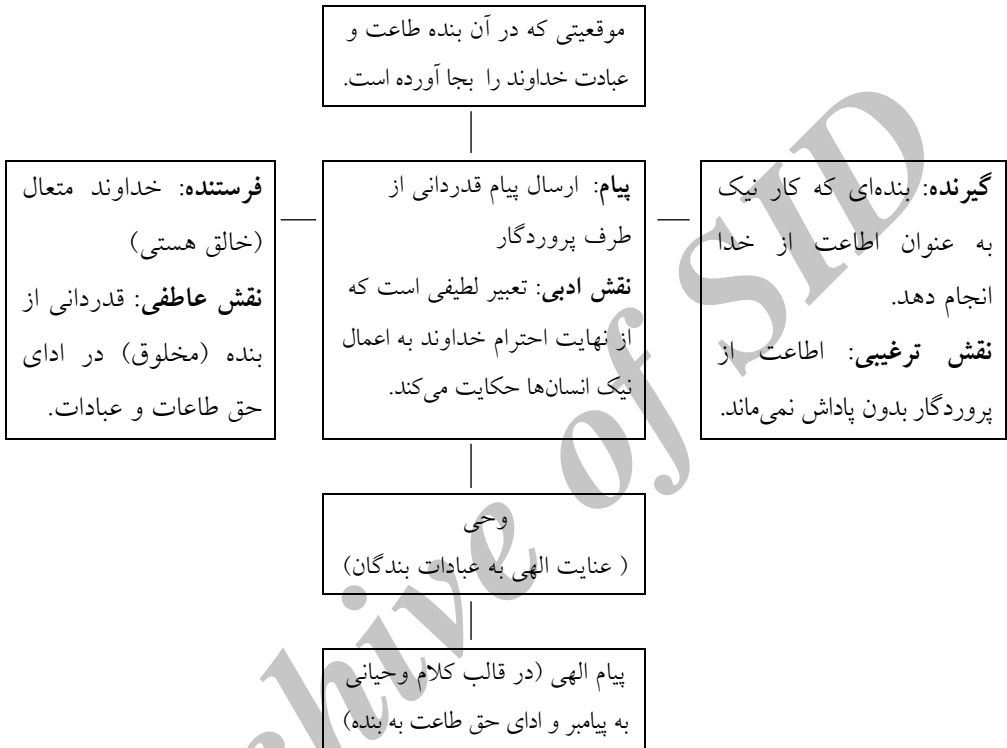 موقعیتی که در آن بنده طاعت و
عبادت خداوند را بجا آورده است.
گیرنده: بنده‌ای که کار نیک
به عنوان اطاعت از خدا
انجام دهد.
نقش ترغیبی: اطاعت از
پروردگار بدون پاداش نمی‌ماند.
پیام: ارسال پیام قدردانی از
طرف پروردگار
نقش ادبی: تعبیر لطیفی است که
از نهایت احترام خداوند به اعمال
نیک انسان‌ها حکایت می‌کند.
فرستنده: خداوند متعال
(خالق هستی)
نقش عاطفی: قدردانی از
بنده (مخلوق) در ادای
حق طاعات و عبادات.
وحی
( عنایت الهی به عبادات بندگان)
پیام الهی (در قالب کلام وحیانی
به پیامبر و ادای حق طاعت به بنده)
chive of SID